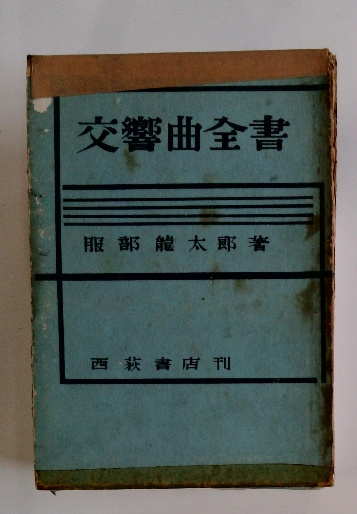 交響曲全書
服部龍太郎著
西荻書店刊